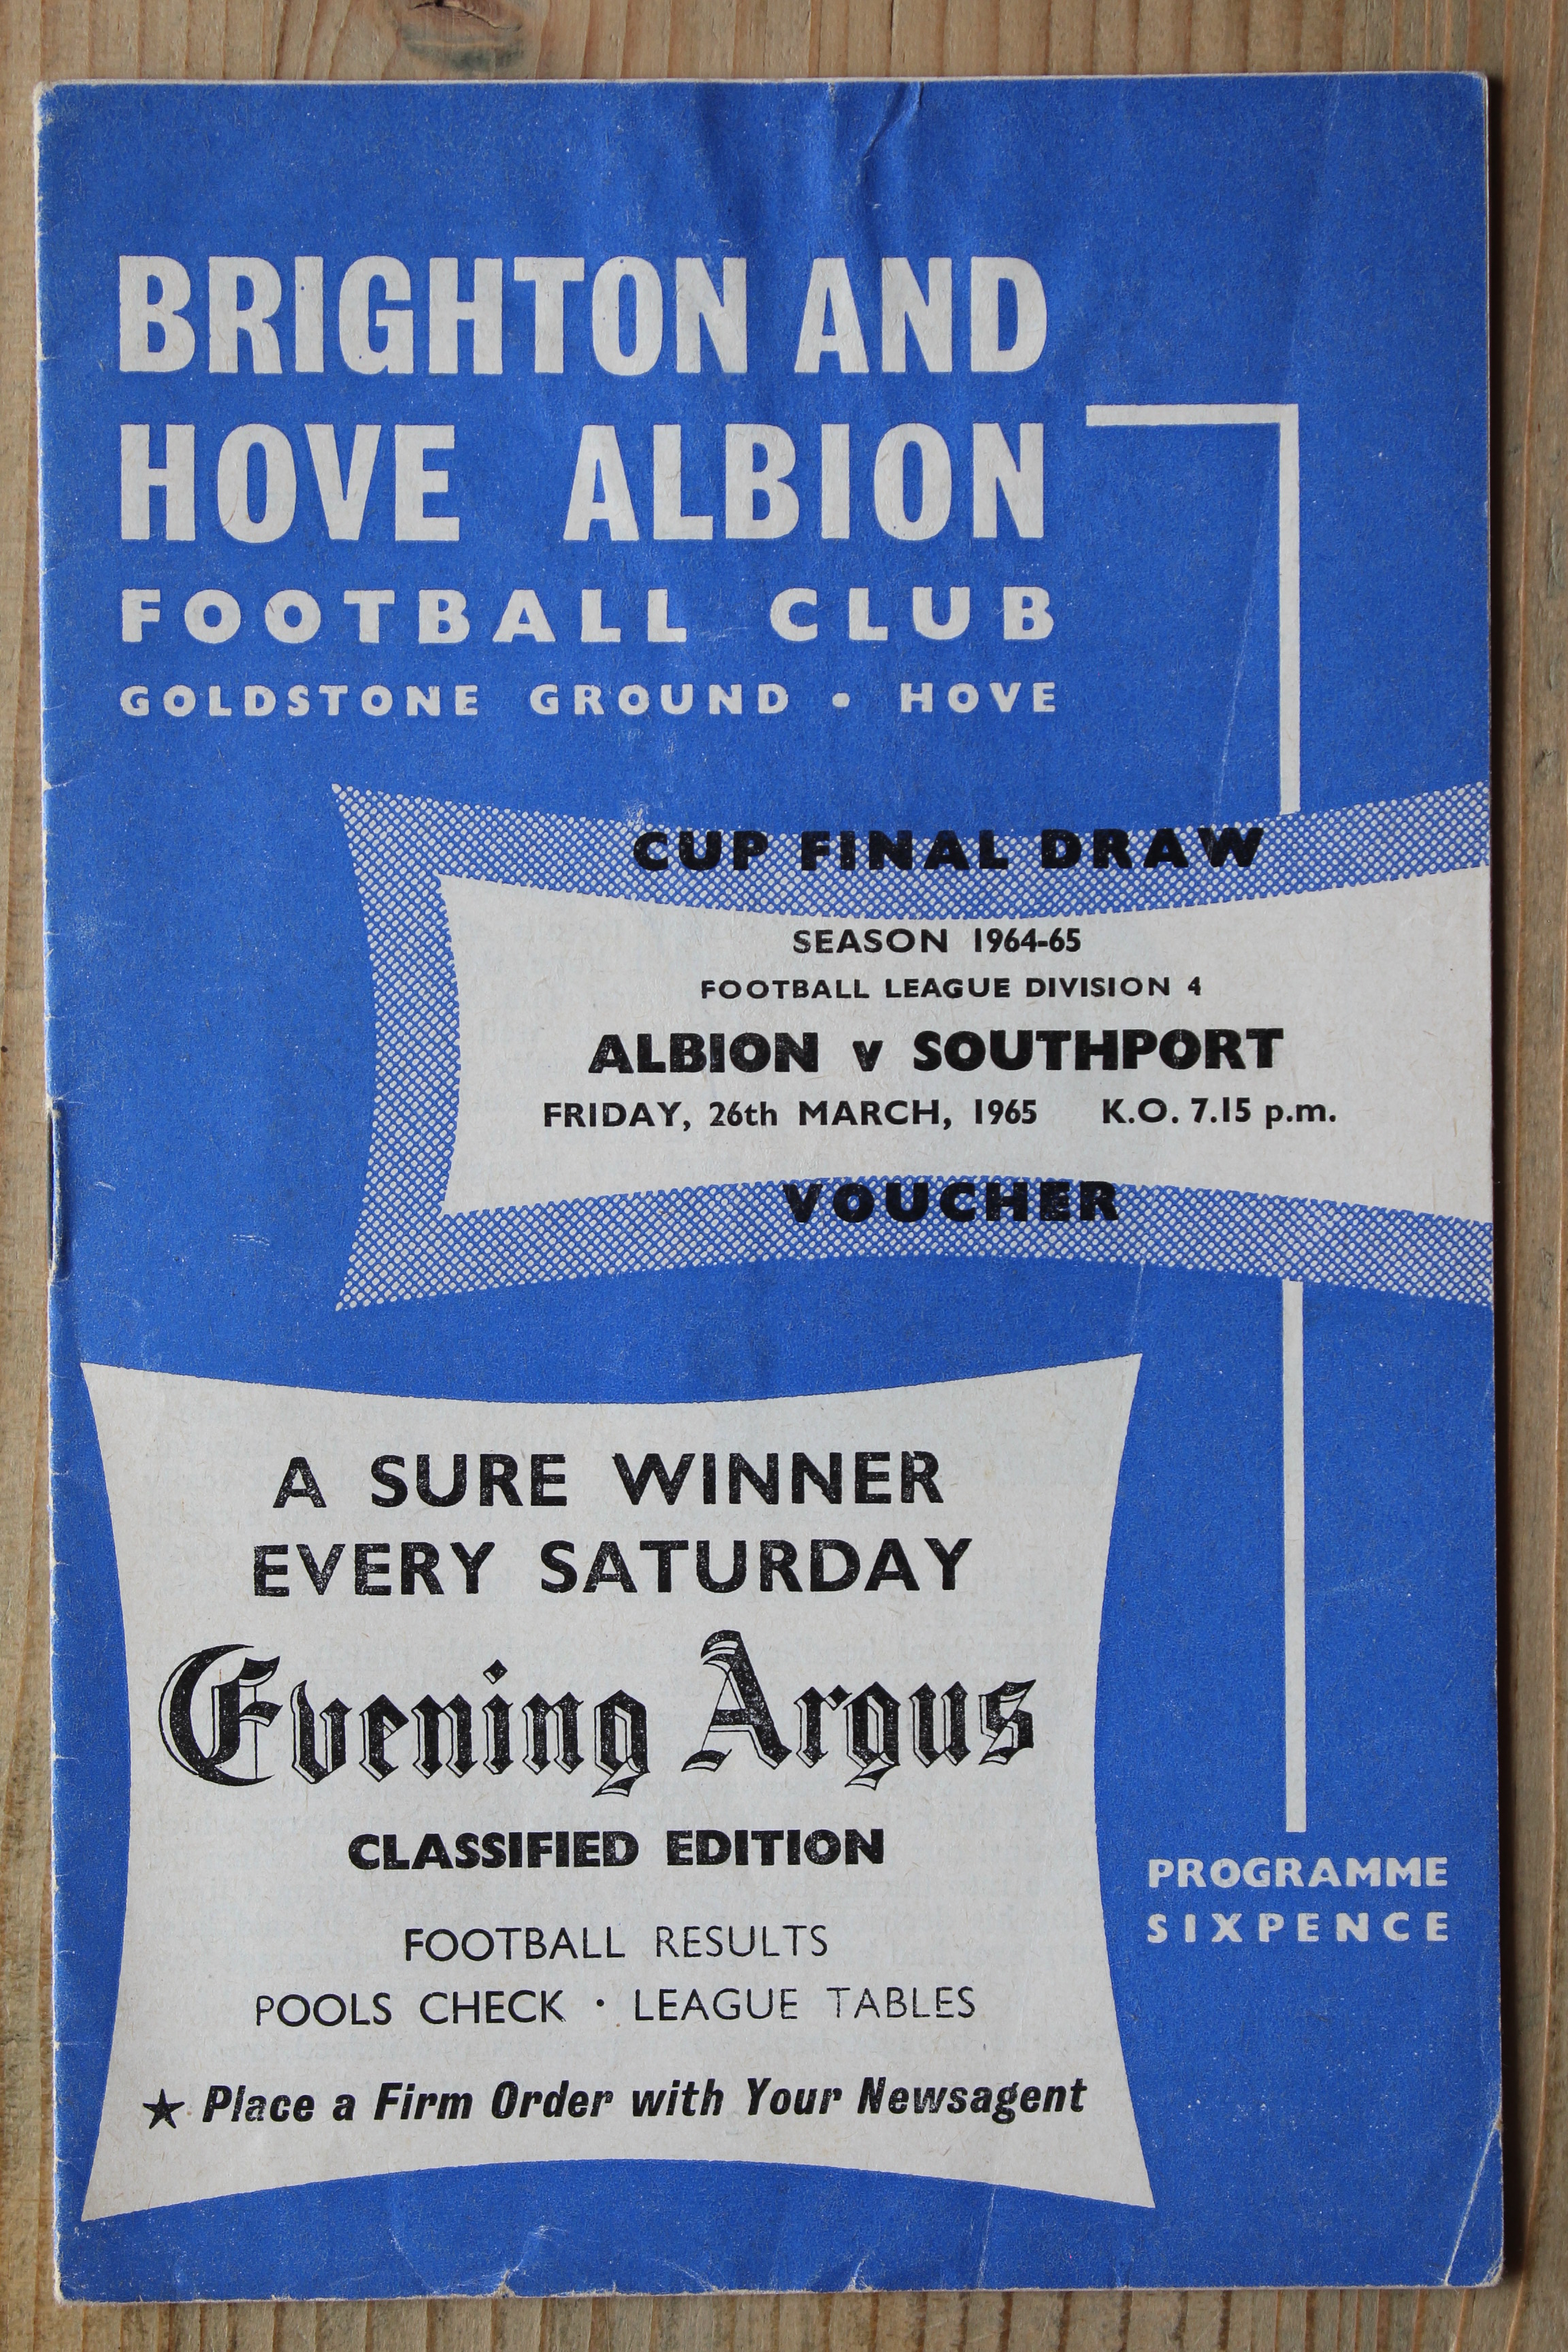 BRIGHTON AND
HOVE ALBION
FOOTBALL CLUB
GOLDSTONE GROUND • HOVE
CUP FINAL DRAW
SEASON 1964-65
FOOTBALL LEAGUE DIVISION 4
ALBION v SOUTHPORT
FRIDAY, 26th MARCH, 1965 K.O. 7.15 p.m.
VOUCHER
A SURE WINNER
EVERY SATURDAY
Evening Argus
CLASSIFIED EDITION
FOOTBALL RESULTS
POOLS CHECK · LEAGUE TABLES
★ Place a Firm Order with Your Newsagent
PROGRAMME
SIXPENCE